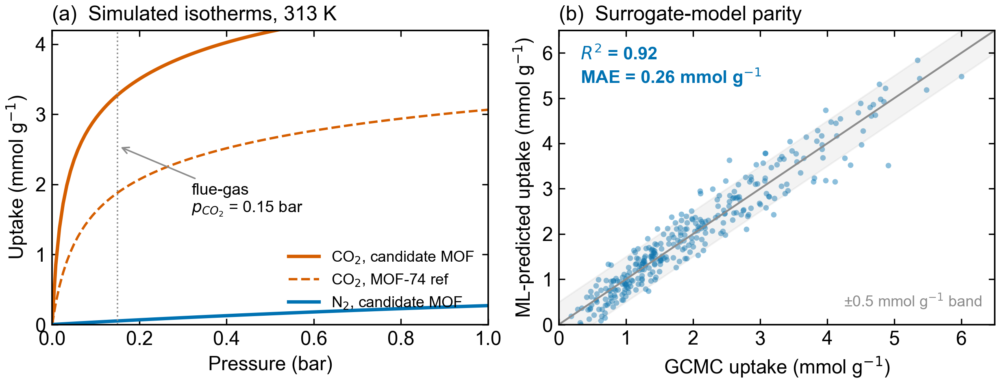 (a)  Simulated isotherms, 313 K
Uptake (mmol g⁻¹)
4
3
2
1
0
flue-gas
p_CO₂ = 0.15 bar
CO₂, candidate MOF
CO₂, MOF-74 ref
N₂, candidate MOF
0.0 0.2 0.4 0.6 0.8 1.0
Pressure (bar)
(b)  Surrogate-model parity
ML-predicted uptake (mmol g⁻¹)
6
5
4
3
2
1
0
R² = 0.92
MAE = 0.26 mmol g⁻¹
±0.5 mmol g⁻¹ band
0 1 2 3 4 5 6
GCMC uptake (mmol g⁻¹)